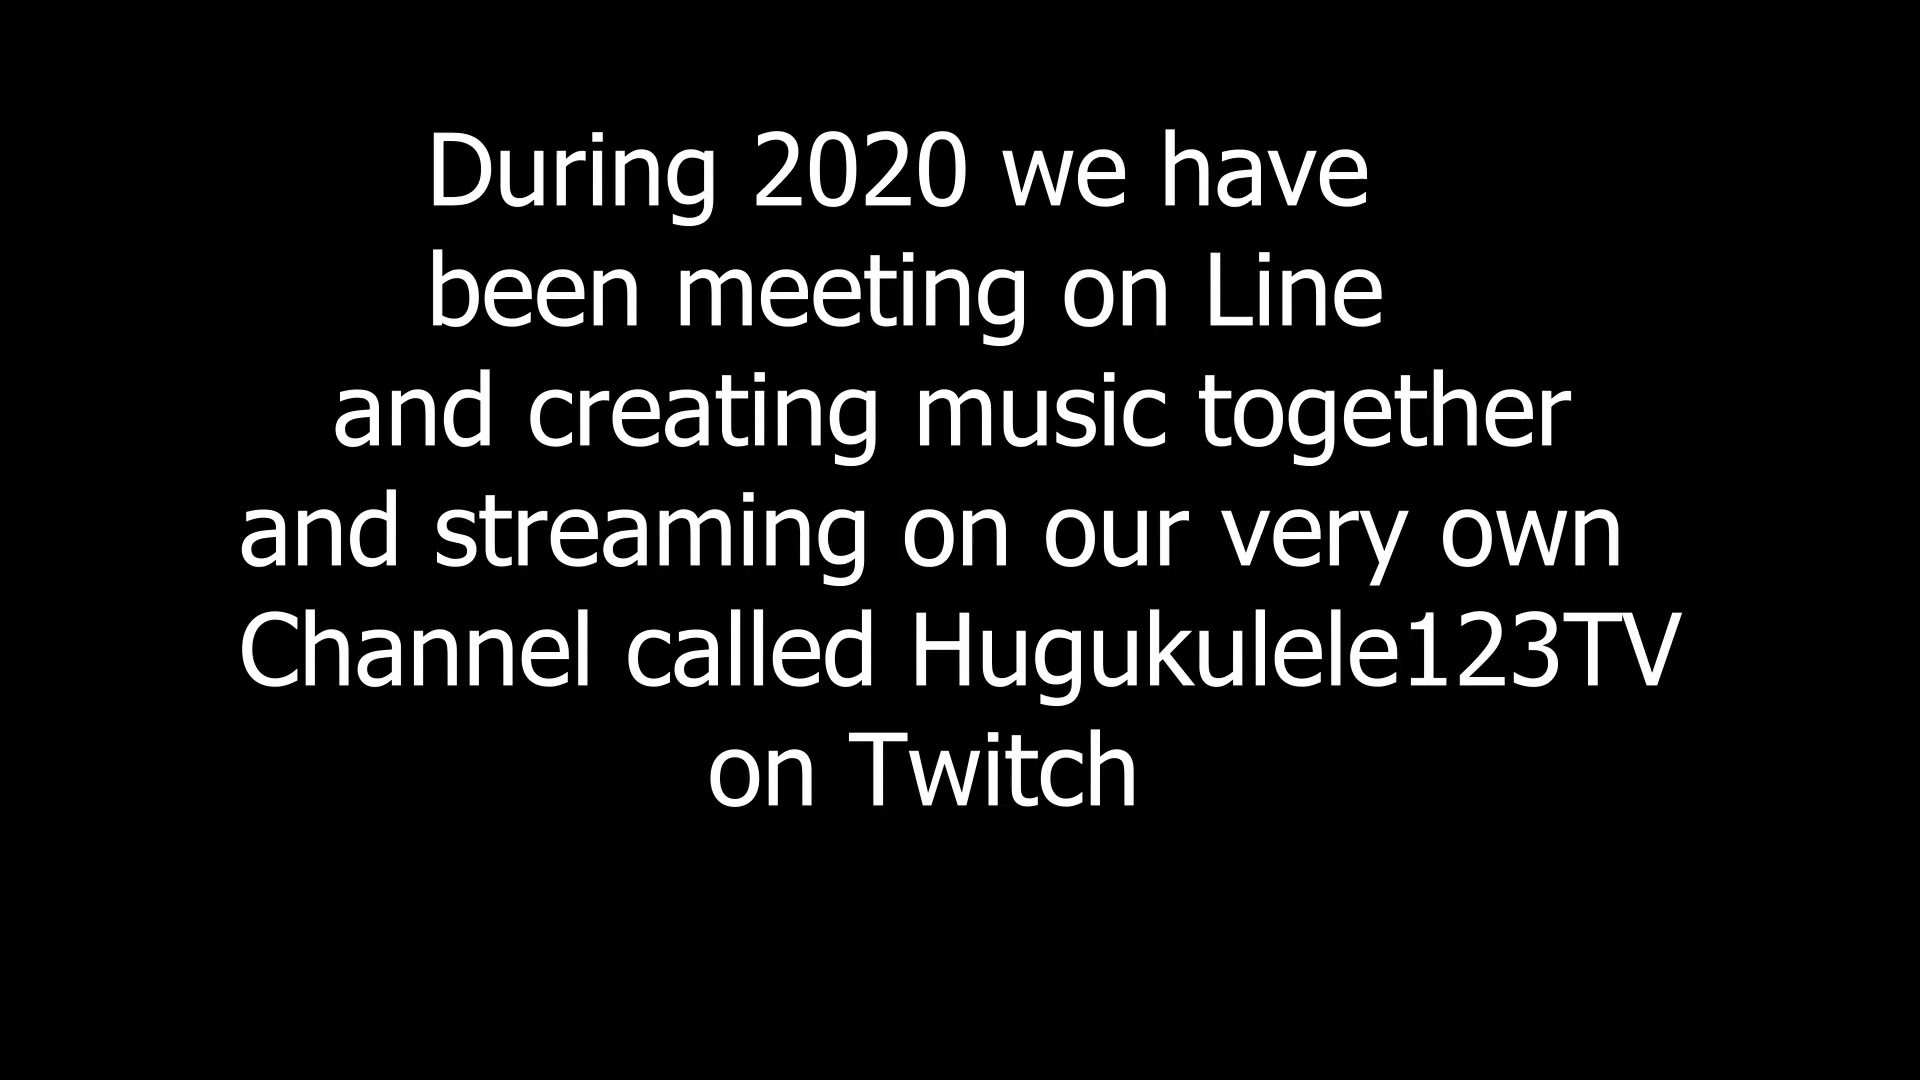 During 2020 we have
been meeting on Line
and creating music together
and streaming on our very own
Channel called Hugukulele123TV
on Twitch